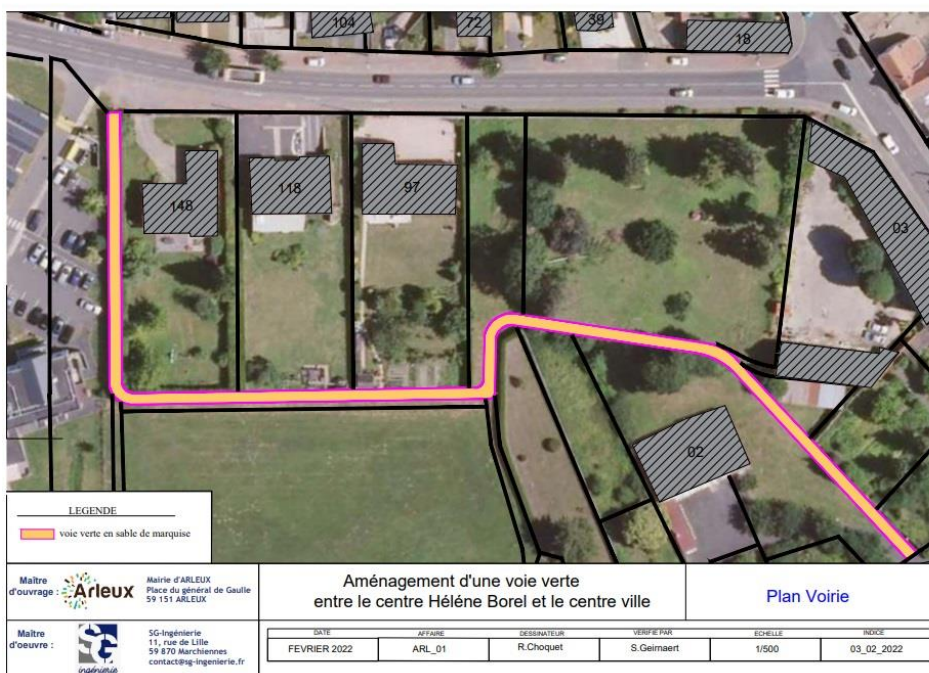 104
72
39
18
148
118
97
03
02
LEGENDE
voie verte en sable de marquise
Maître d'ouvrage :
Arleux
Mairie d'ARLEUX
Place du général de Gaulle
59 151 ARLEUX
Aménagement d'une voie verte
entre le centre Héléne Borel et le centre ville
Plan Voirie
Maître d'oeuvre :
SG
ingénierie
SG-Ingénierie
11, rue de Lille
59 870 Marchiennes
contact@sg-ingenierie.fr
DATE AFFAIRE DESSINATEUR VERIFIE PAR ECHELLE INDICE
FEVRIER 2022 ARL_01 R.Choquet S.Geirnaert 1/500 03_02_2022